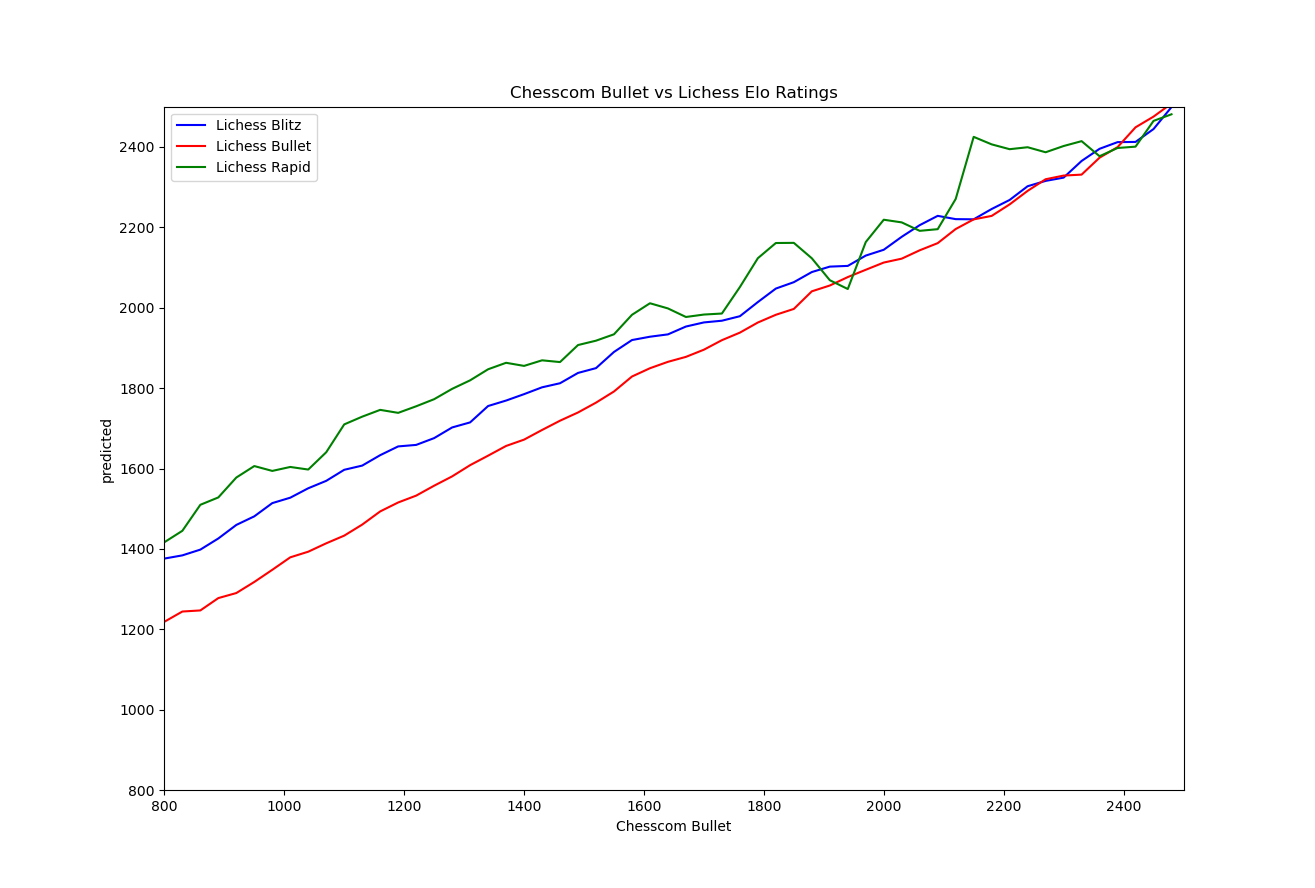 Chesscom Bullet vs Lichess Elo Ratings
Lichess Blitz
Lichess Bullet
Lichess Rapid
2400
2200
2000
1800
1600
1400
1200
1000
800
predicted
800 1000 1200 1400 1600 1800 2000 2200 2400
Chesscom Bullet